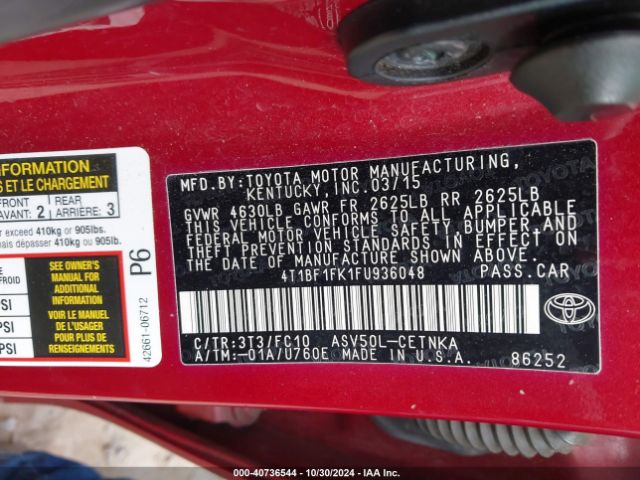 INFORMATION
S ET LE CHARGEMENT
FRONT
AVANT: 2
REAR
ARRIÈRE: 3
exceed 410kg or 905lbs.
mais dépasser 410kg ou 905lb.
SEE OWNER'S
MANUAL FOR
ADDITIONAL
INFORMATION
VOIR LE MANUEL
DE L'USAGER
POUR PLUS DE
RENSEIGNEMENTS
PSI
PSI
P6
42661-06712
MFD.BY:TOYOTA MOTOR MANUFACTURING,
KENTUCKY, INC.03/15
GVWR 4630LB GAWR FR 2625LB RR 2625LB
THIS VEHICLE CONFORMS TO ALL APPLICABLE
FEDERAL MOTOR VEHICLE SAFETY,BUMPER,AND
THEFT PREVENTION STANDARDS IN EFFECT ON
THE DATE OF MANUFACTURE SHOWN ABOVE.
4T1BF1FK1FU936048 PASS.CAR
C/TR:3T3/FC10 ASV50L-CETNKA
A/TM:-01A/U760E MADE IN U.S.A. 86252
000-40736544 | 10/30/2024 | IAA Inc.